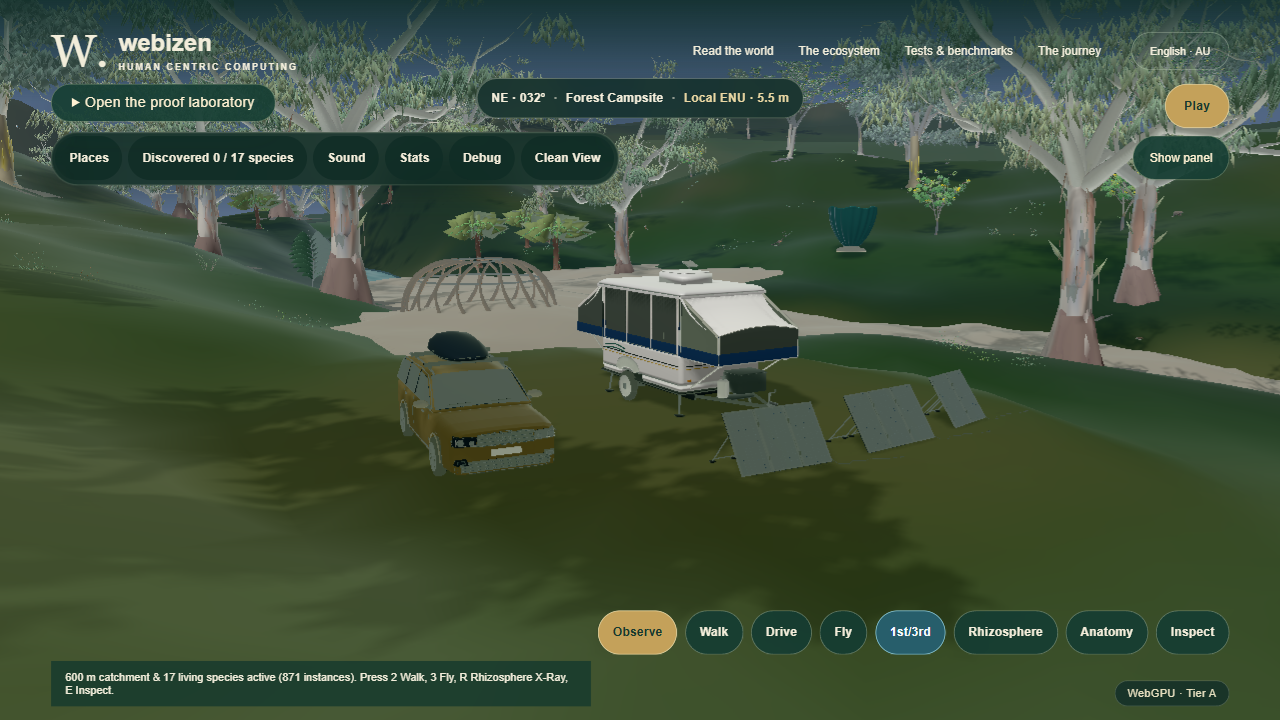 W.
webizen
HUMAN CENTRIC COMPUTING
Read the world
The ecosystem
Tests & benchmarks
The journey
English · AU
▶ Open the proof laboratory
NE · 032° · Forest Campsite · Local ENU · 5.5 m
Play
Places
Discovered 0 / 17 species
Sound
Stats
Debug
Clean View
Show panel
Observe
Walk
Drive
Fly
1st/3rd
Rhizosphere
Anatomy
Inspect
600 m catchment & 17 living species active (871 instances). Press 2 Walk, 3 Fly, R Rhizosphere X-Ray,
E Inspect.
WebGPU · Tier A